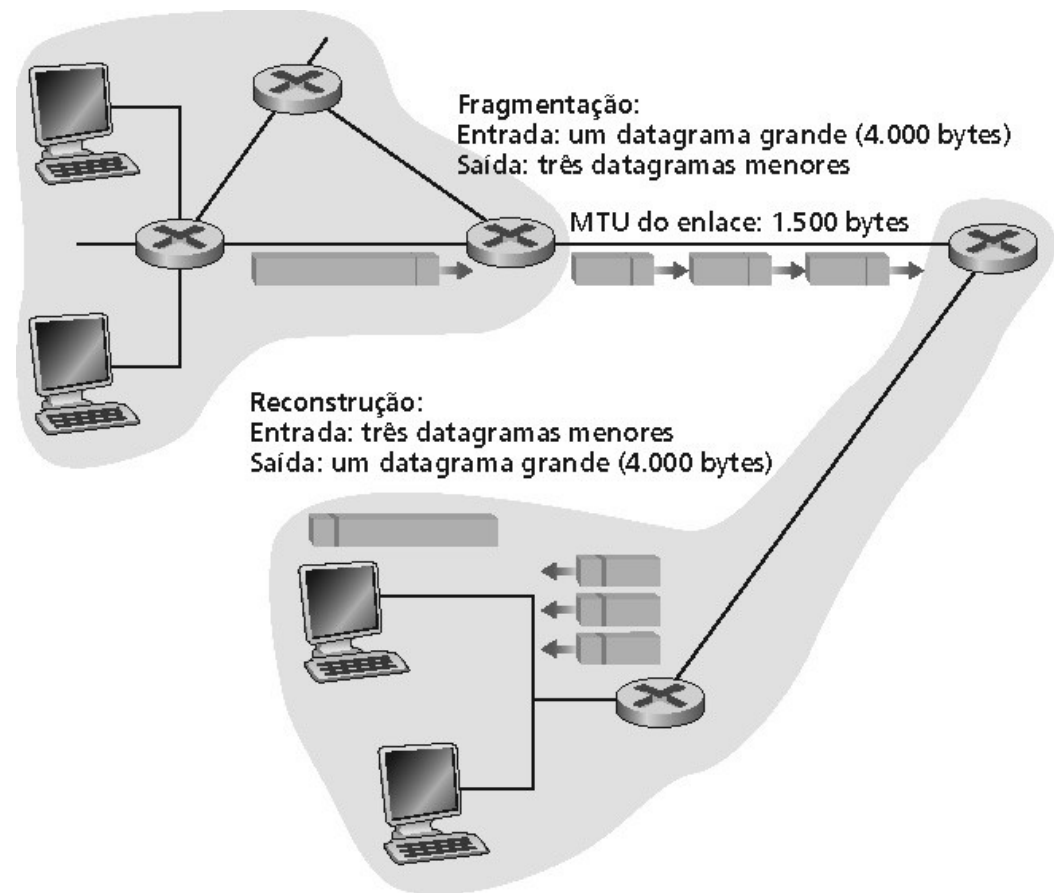 Fragmentação:
Entrada: um datagrama grande (4.000 bytes)
Saída: três datagramas menores
MTU do enlace: 1.500 bytes
Reconstrução:
Entrada: três datagramas menores
Saída: um datagrama grande (4.000 bytes)